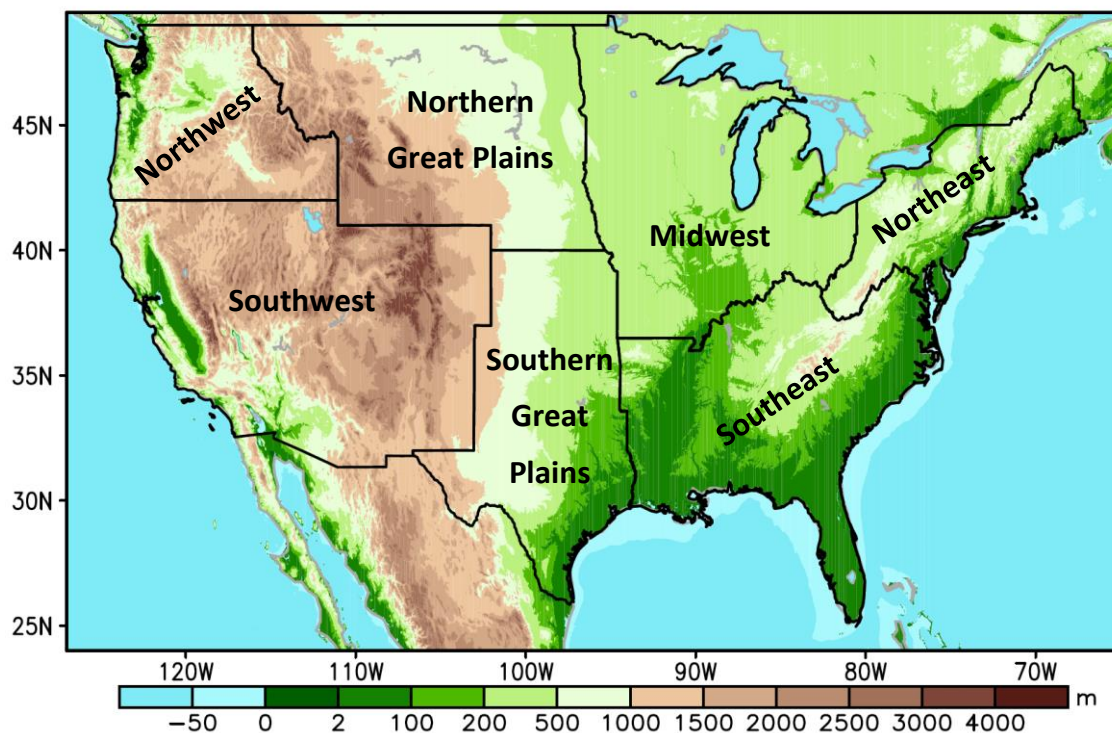 Northwest
Northern
Great Plains
Northeast
Midwest
Southwest
Southern
Great
Plains
Southeast
45N
40N
35N
30N
25N
120W 110W 100W 90W 80W 70W
−50 0 2 100 200 500 1000 1500 2000 2500 3000 4000 m